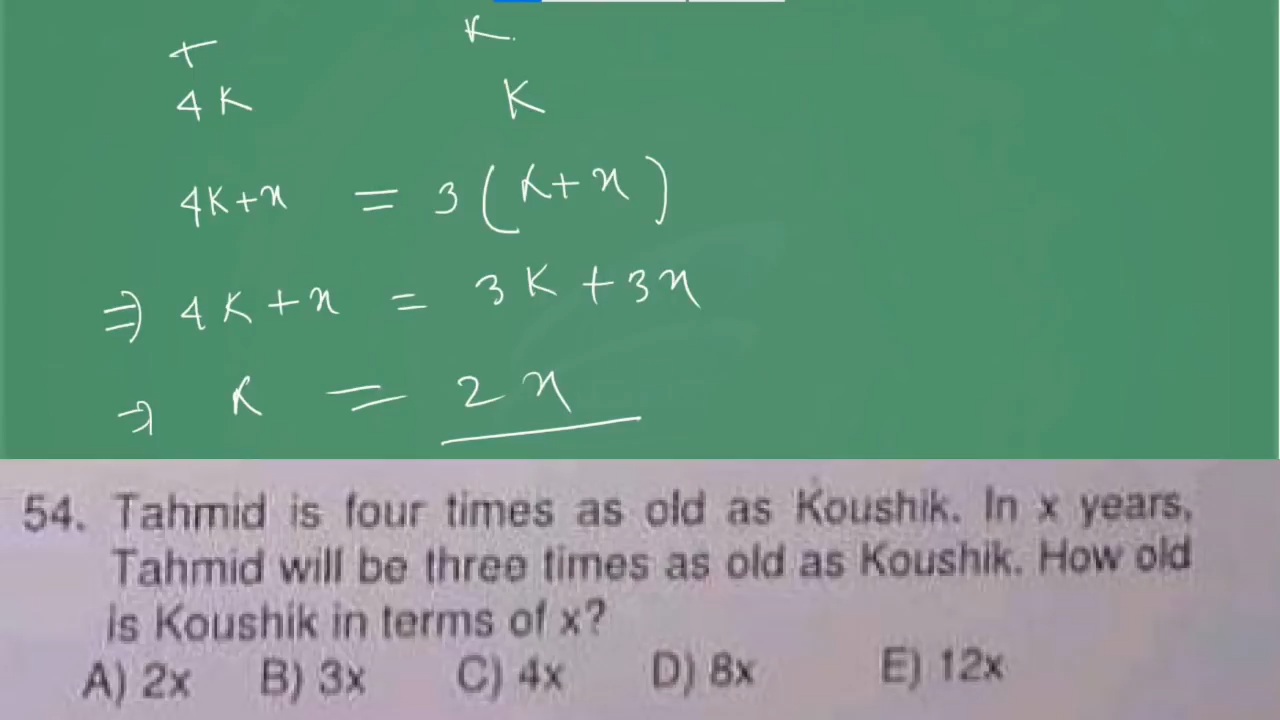 T K.
4K K
4K+x = 3(K+x)
⇒ 4K+x = 3K+3x
⇒ K = 2x
54. Tahmid is four times as old as Koushik. In x years,
Tahmid will be three times as old as Koushik. How old
is Koushik in terms of x?
A) 2x B) 3x C) 4x D) 8x E) 12x